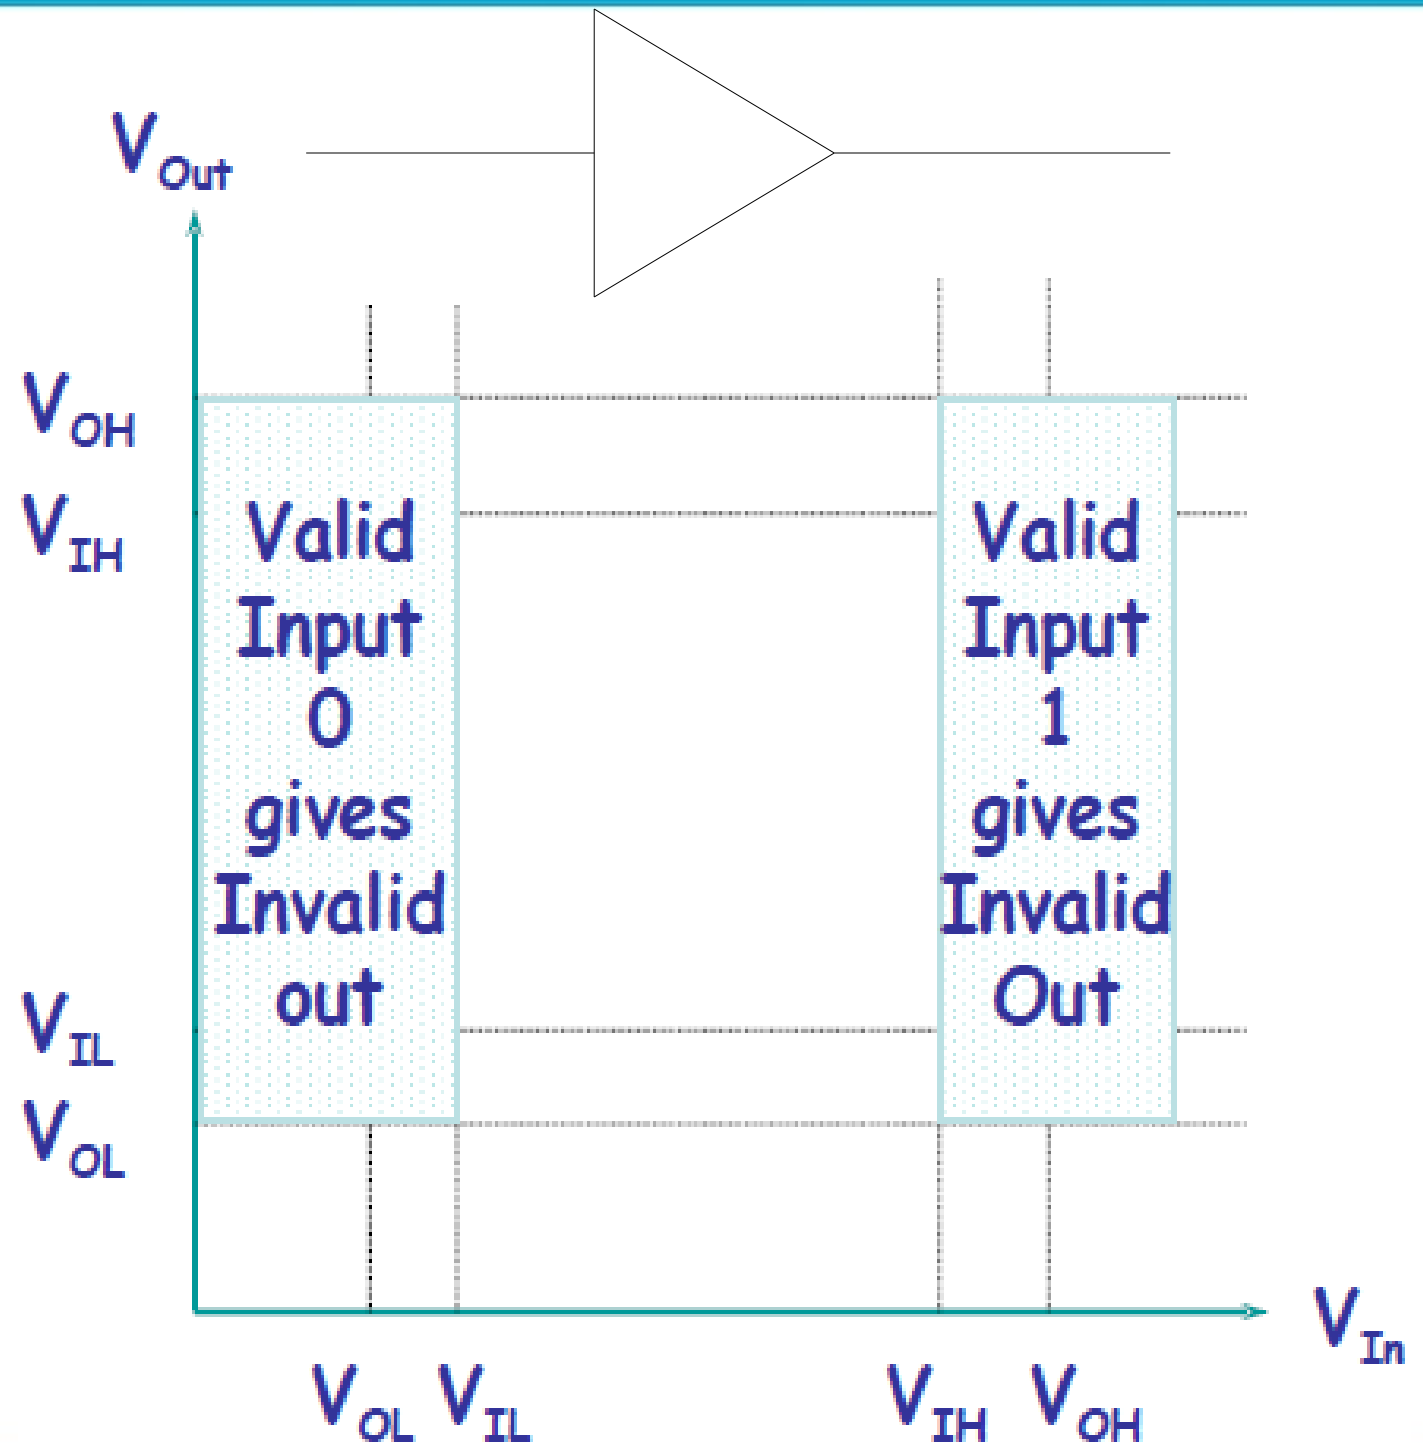 VOut
VOH
VIH
VIL
VOL
Valid
Input
0
gives
Invalid
out
Valid
Input
1
gives
Invalid
Out
VIn
VOL VIL VIH VOH